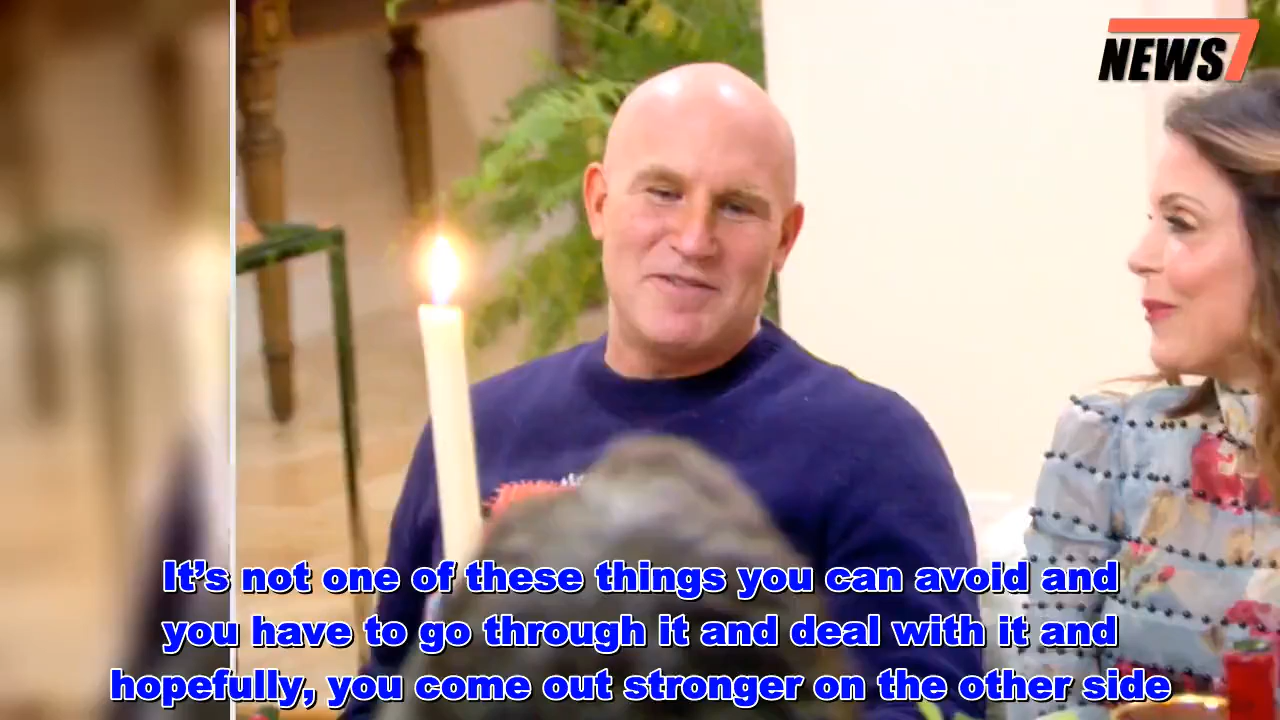 NEWS7
It’s not one of these things you can avoid and
you have to go through it and deal with it and
hopefully, you come out stronger on the other side